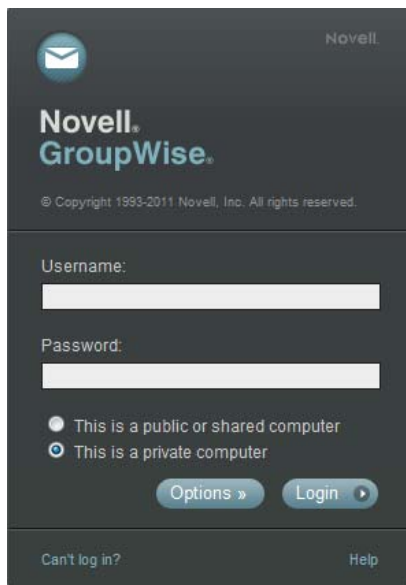 Novell.
Novell®
GroupWise®
© Copyright 1993-2011 Novell, Inc. All rights reserved.
Username:
Password:
This is a public or shared computer
This is a private computer
Options »
Login
Can't log in?
Help